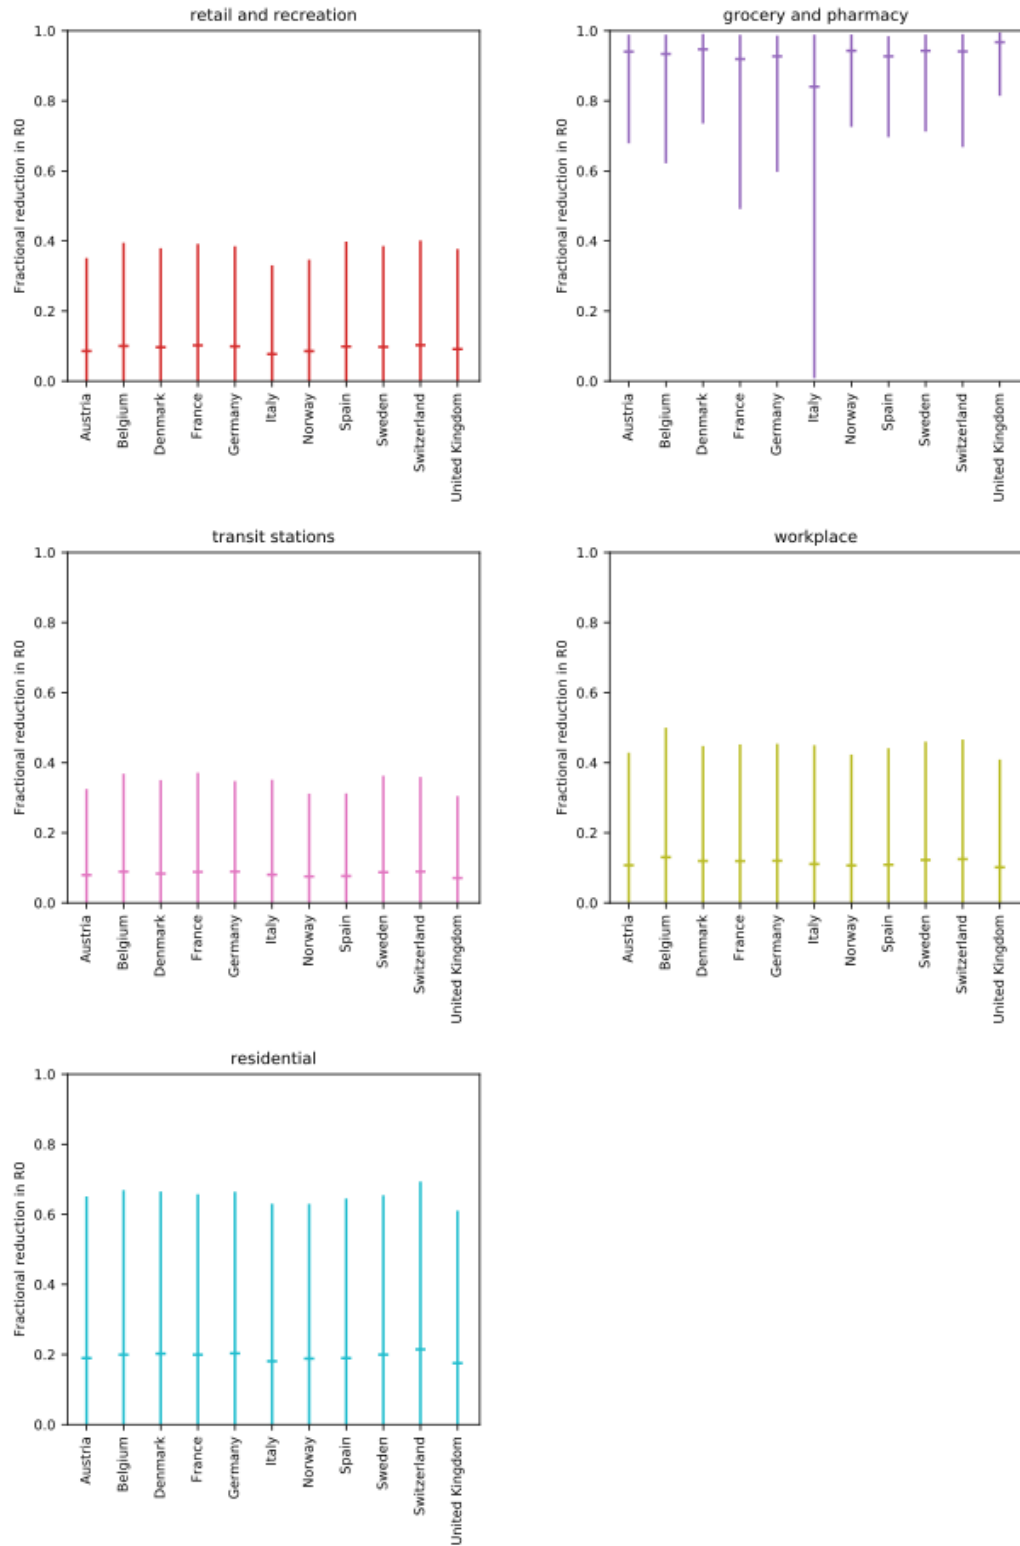 retail and recreation
Fractional reduction in R0
1.0
0.8
0.6
0.4
0.2
0.0
Austria
Belgium
Denmark
France
Germany
Italy
Norway
Spain
Sweden
Switzerland
United Kingdom
grocery and pharmacy
Fractional reduction in R0
1.0
0.8
0.6
0.4
0.2
0.0
Austria
Belgium
Denmark
France
Germany
Italy
Norway
Spain
Sweden
Switzerland
United Kingdom
transit stations
Fractional reduction in R0
1.0
0.8
0.6
0.4
0.2
0.0
Austria
Belgium
Denmark
France
Germany
Italy
Norway
Spain
Sweden
Switzerland
United Kingdom
workplace
Fractional reduction in R0
1.0
0.8
0.6
0.4
0.2
0.0
Austria
Belgium
Denmark
France
Germany
Italy
Norway
Spain
Sweden
Switzerland
United Kingdom
residential
Fractional reduction in R0
1.0
0.8
0.6
0.4
0.2
0.0
Austria
Belgium
Denmark
France
Germany
Italy
Norway
Spain
Sweden
Switzerland
United Kingdom